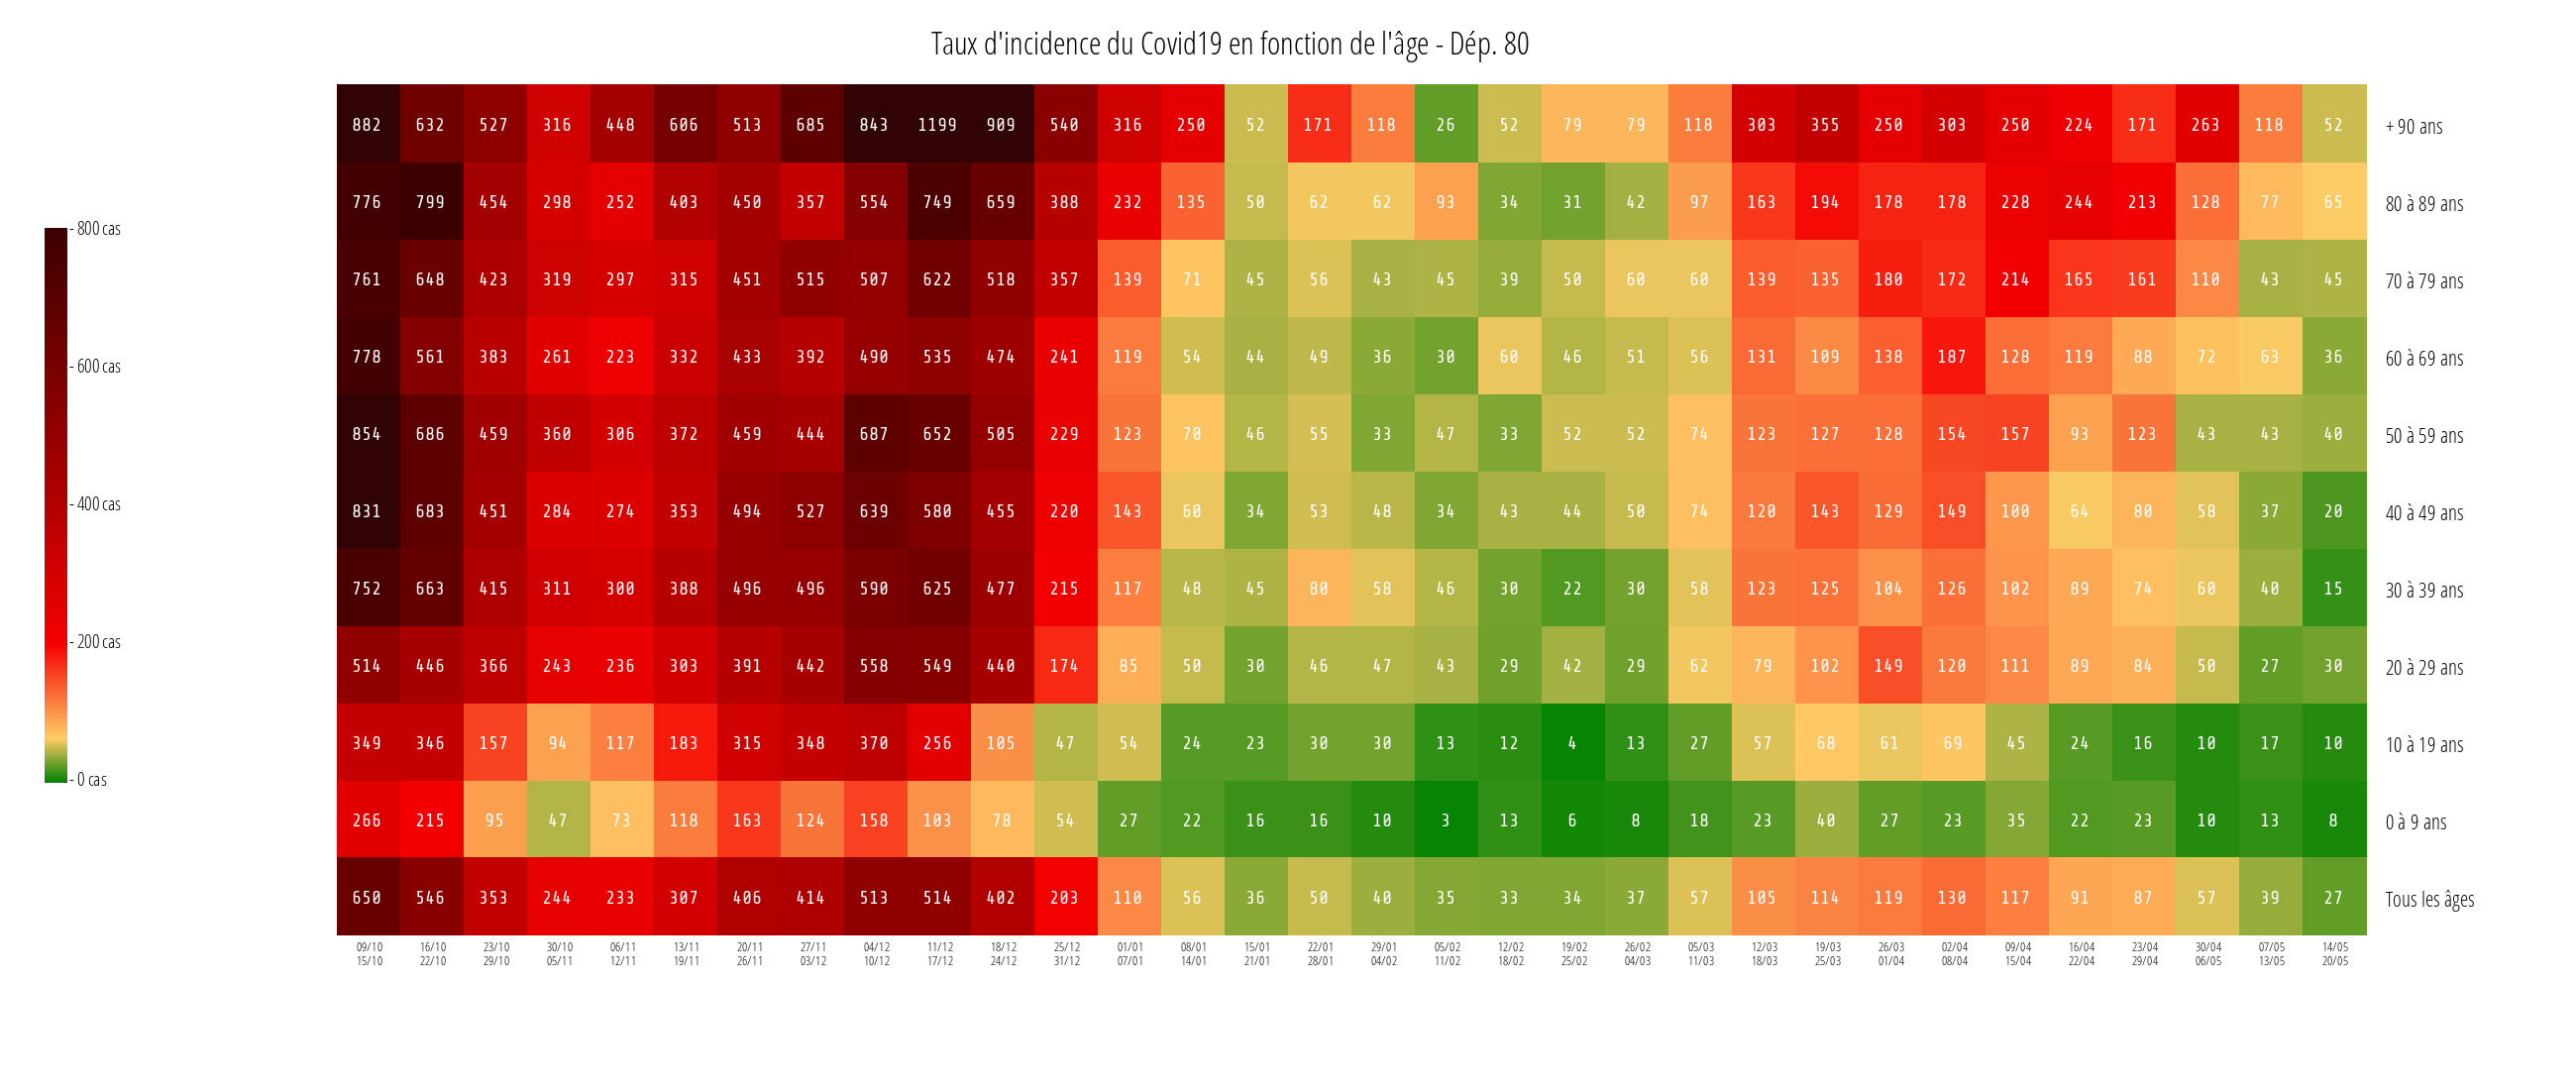 Taux d'incidence du Covid19 en fonction de l'âge - Dép. 80
882 632 527 316 448 606 513 685 843 1199 909 540 316 250 52 171 118 26 52 79 79 118 303 355 250 303 250 224 171 263 118 52 + 90 ans
776 799 454 298 252 403 450 357 554 749 659 388 232 135 50 62 62 93 34 31 42 97 163 194 178 178 228 244 213 128 77 65 80 à 89 ans
761 648 423 319 297 315 451 515 507 622 518 357 139 71 45 56 43 45 39 50 60 60 139 135 180 172 214 165 161 110 43 45 70 à 79 ans
778 561 383 261 223 332 433 392 490 535 474 241 119 54 44 49 36 30 60 46 51 56 131 109 138 187 128 119 88 72 63 36 60 à 69 ans
854 686 459 360 306 372 459 444 687 652 505 229 123 70 46 55 33 47 33 52 52 74 123 127 128 154 157 93 123 43 43 40 50 à 59 ans
831 683 451 284 274 353 494 527 639 580 455 220 143 60 34 53 48 34 43 44 50 74 120 143 129 149 100 64 80 58 37 20 40 à 49 ans
752 663 415 311 300 388 496 496 590 625 477 215 117 48 45 80 58 46 30 22 30 58 123 125 104 126 102 89 74 60 40 15 30 à 39 ans
514 446 366 243 236 303 391 442 558 549 440 174 85 50 30 46 47 43 29 42 29 62 79 102 149 120 111 89 84 50 27 30 20 à 29 ans
349 346 157 94 117 183 315 348 370 256 105 47 54 24 23 30 30 13 12 4 13 27 57 68 61 69 45 24 16 10 17 10 10 à 19 ans
266 215 95 47 73 118 163 124 158 103 78 54 27 22 16 16 10 3 13 6 8 18 23 40 27 23 35 22 23 10 13 8 0 à 9 ans
650 546 353 244 233 307 406 414 513 514 402 203 110 56 36 50 40 35 33 34 37 57 105 114 119 130 117 91 87 57 39 27 Tous les âges
09/10 16/10 23/10 30/10 06/11 13/11 20/11 27/11 04/12 11/12 18/12 25/12 01/01 08/01 15/01 22/01 29/01 05/02 12/02 19/02 26/02 05/03 12/03 19/03 26/03 02/04 09/04 16/04 23/04 30/04 07/05 14/05
15/10 22/10 29/10 05/11 12/11 19/11 26/11 03/12 10/12 17/12 24/12 31/12 07/01 14/01 21/01 28/01 04/02 11/02 18/02 25/02 04/03 11/03 18/03 25/03 01/04 08/04 15/04 22/04 29/04 06/05 13/05 20/05
- 800 cas
- 600 cas
- 400 cas
- 200 cas
- 0 cas